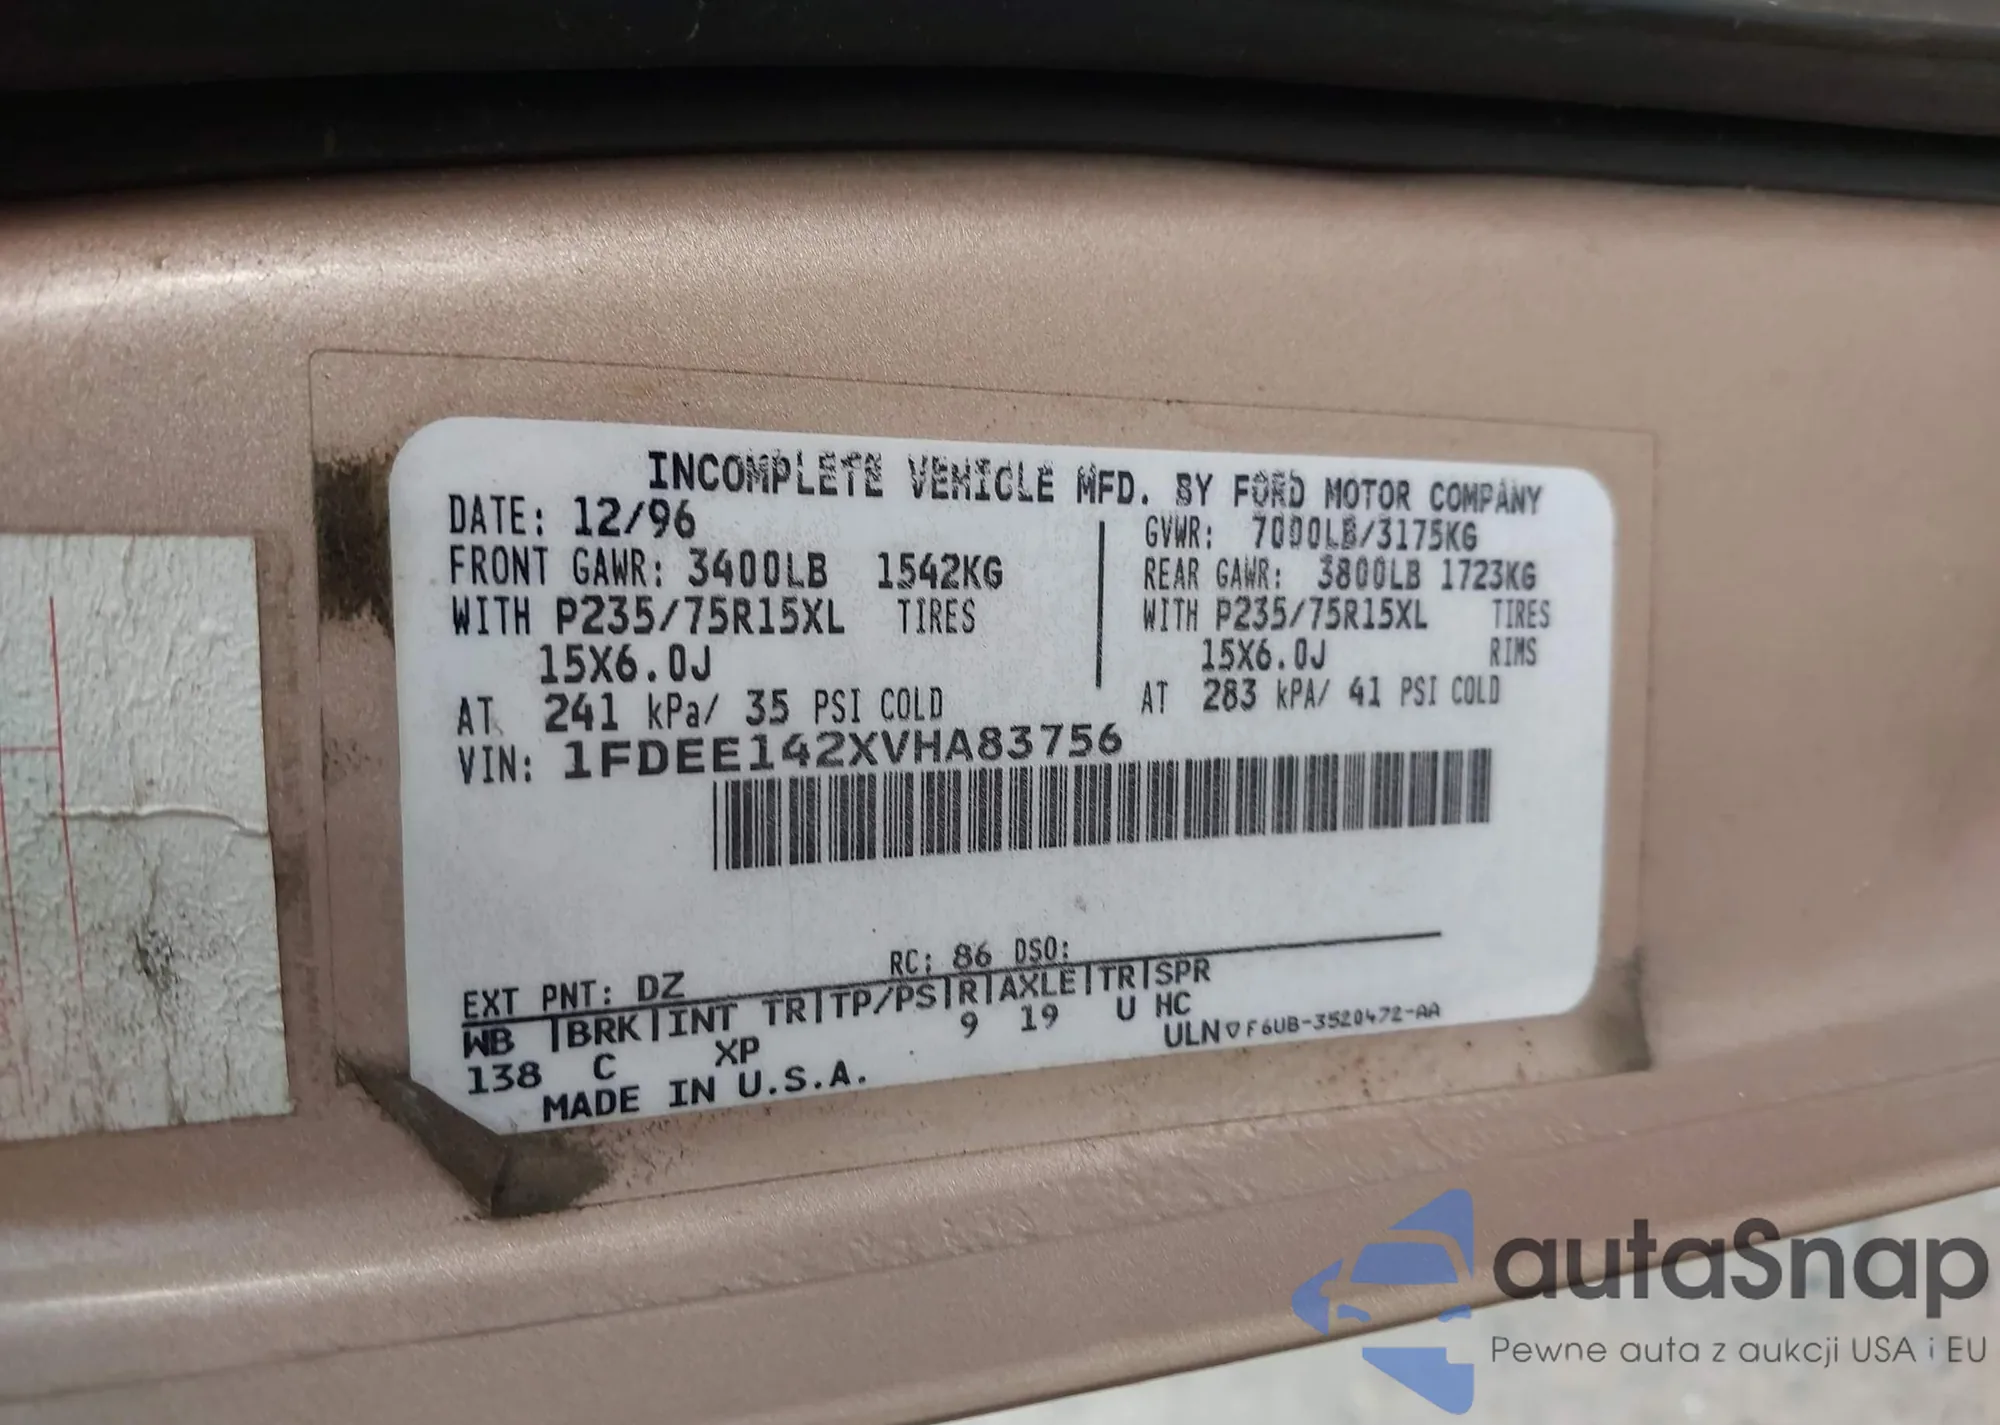 INCOMPLETE VEHICLE MFD. BY FORD MOTOR COMPANY
DATE: 12/96
GVWR: 7000LB/3175KG
FRONT GAWR: 3400LB 1542KG
REAR GAWR: 3800LB 1723KG
WITH P235/75R15XL TIRES
WITH P235/75R15XL TIRES
15X6.0J
15X6.0J RIMS
AT 241 kPa/ 35 PSI COLD
AT 283 kPA/ 41 PSI COLD
VIN: 1FDEE142XVHA83756
EXT PNT: DZ RC: 86 DSO:
WB |BRK|INT TR|TP/PS|R|AXLE|TR|SPR
138 C XP 9 19 U HC
MADE IN U.S.A.
ULN F6UB-3520472-AA
autaSnap
Pewne auta z aukcji USA i EU